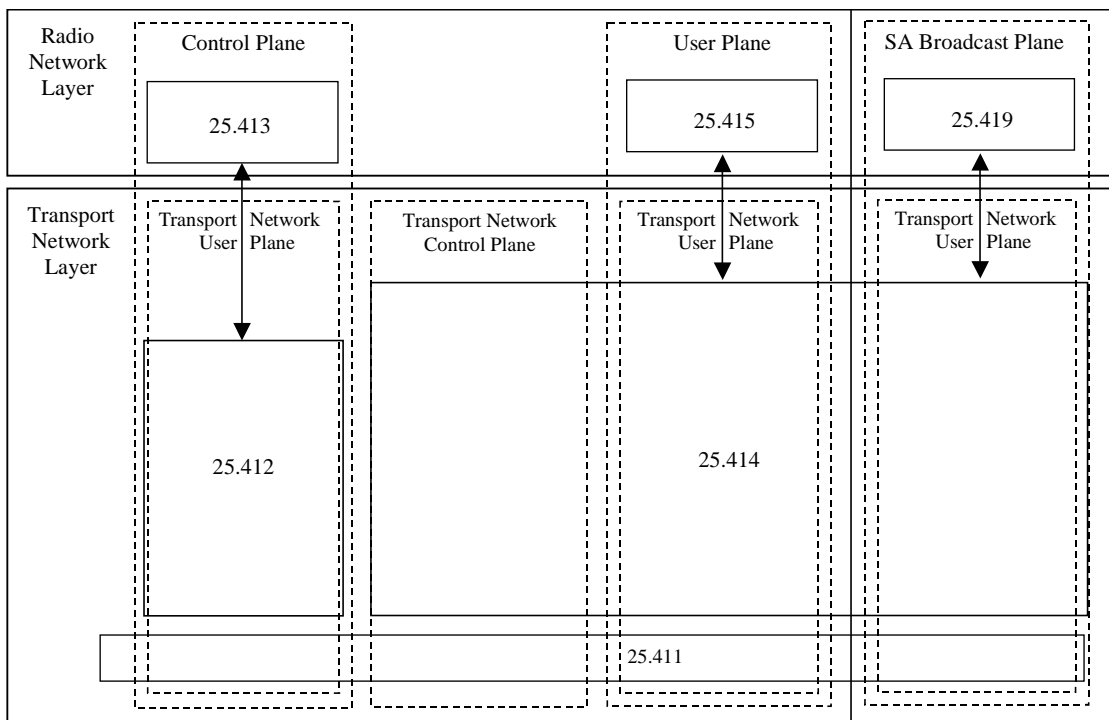 Radio
Network
Layer
Control Plane
User Plane
SA Broadcast Plane
25.413
25.415
25.419
Transport
Network
Layer
Transport Network
User Plane
Transport Network
Control Plane
Transport Network
User Plane
Transport Network
User Plane
25.412
25.414
25.411